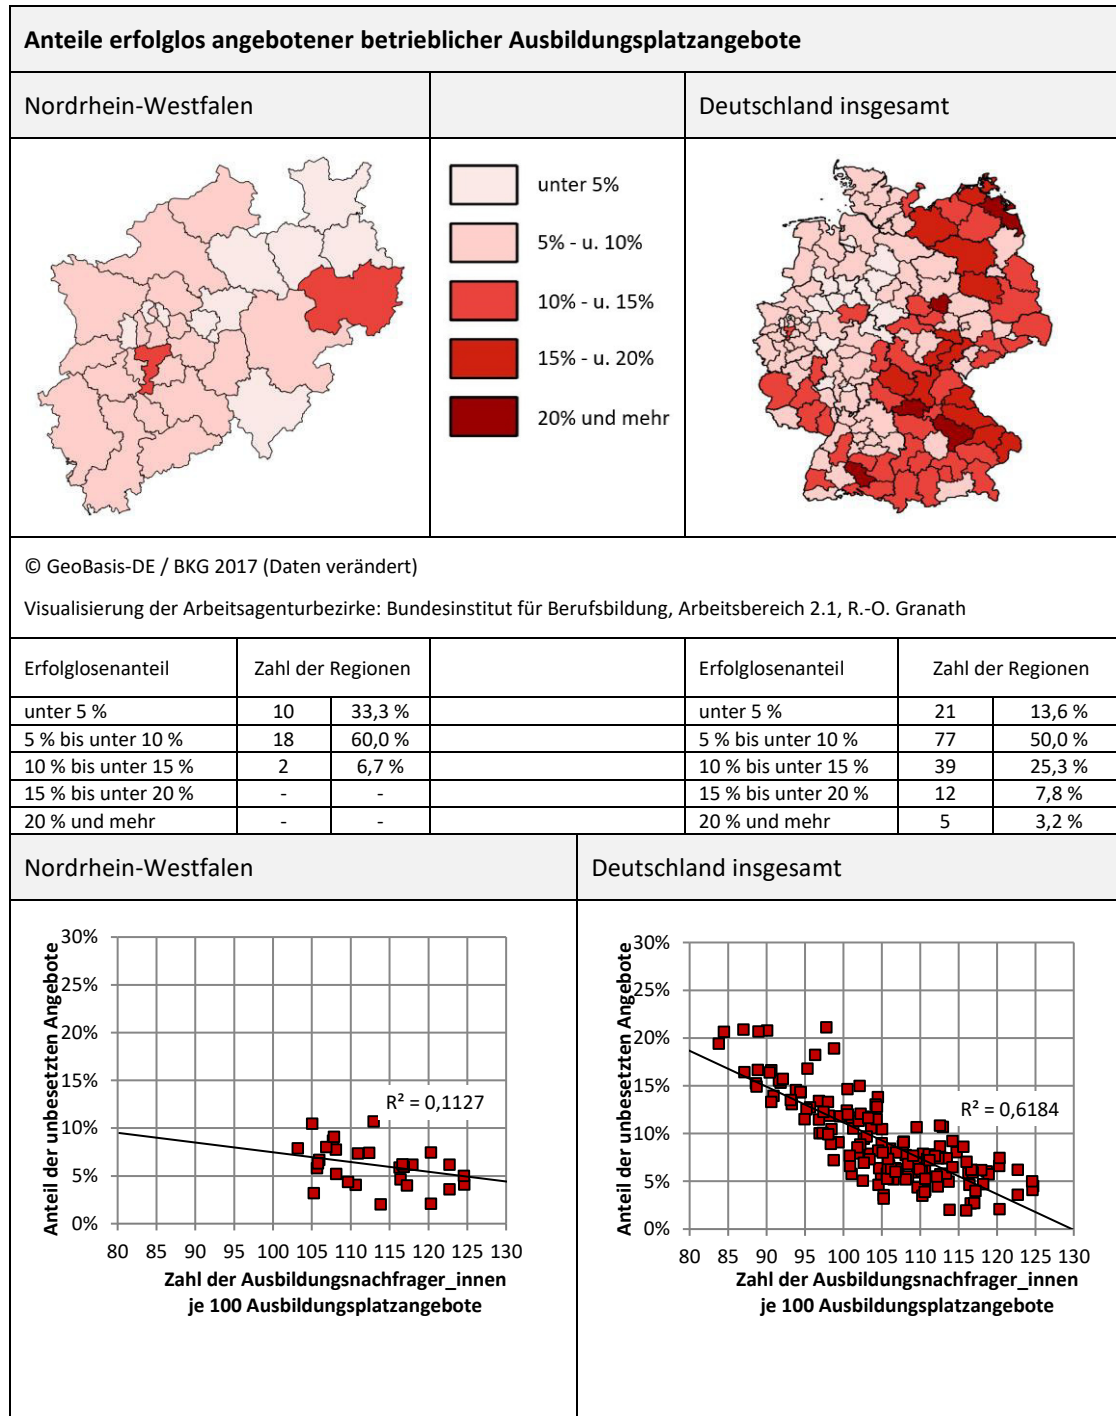 Anteile erfolglos angebotener betrieblicher Ausbildungsplatzangebote
Nordrhein-Westfalen
Deutschland insgesamt
unter 5%
5% - u. 10%
10% - u. 15%
15% - u. 20%
20% und mehr
© GeoBasis-DE / BKG 2017 (Daten verändert)
Visualisierung der Arbeitsagenturbezirke: Bundesinstitut für Berufsbildung, Arbeitsbereich 2.1, R.-O. Granath
Erfolglosenanteil Zahl der Regionen Erfolglosenanteil Zahl der Regionen
unter 5 % 10 33,3 % unter 5 % 21 13,6 %
5 % bis unter 10 % 18 60,0 % 5 % bis unter 10 % 77 50,0 %
10 % bis unter 15 % 2 6,7 % 10 % bis unter 15 % 39 25,3 %
15 % bis unter 20 % - - 15 % bis unter 20 % 12 7,8 %
20 % und mehr - - 20 % und mehr 5 3,2 %
Nordrhein-Westfalen
Deutschland insgesamt
Anteil der unbesetzten Angebote
30%
25%
20%
15%
10%
5%
0%
R² = 0,1127
80 85 90 95 100 105 110 115 120 125 130
Zahl der Ausbildungsnachfrager_innen
je 100 Ausbildungsplatzangebote
Anteil der unbesetzten Angebote
30%
25%
20%
15%
10%
5%
0%
R² = 0,6184
80 85 90 95 100 105 110 115 120 125 130
Zahl der Ausbildungsnachfrager_innen
je 100 Ausbildungsplatzangebote